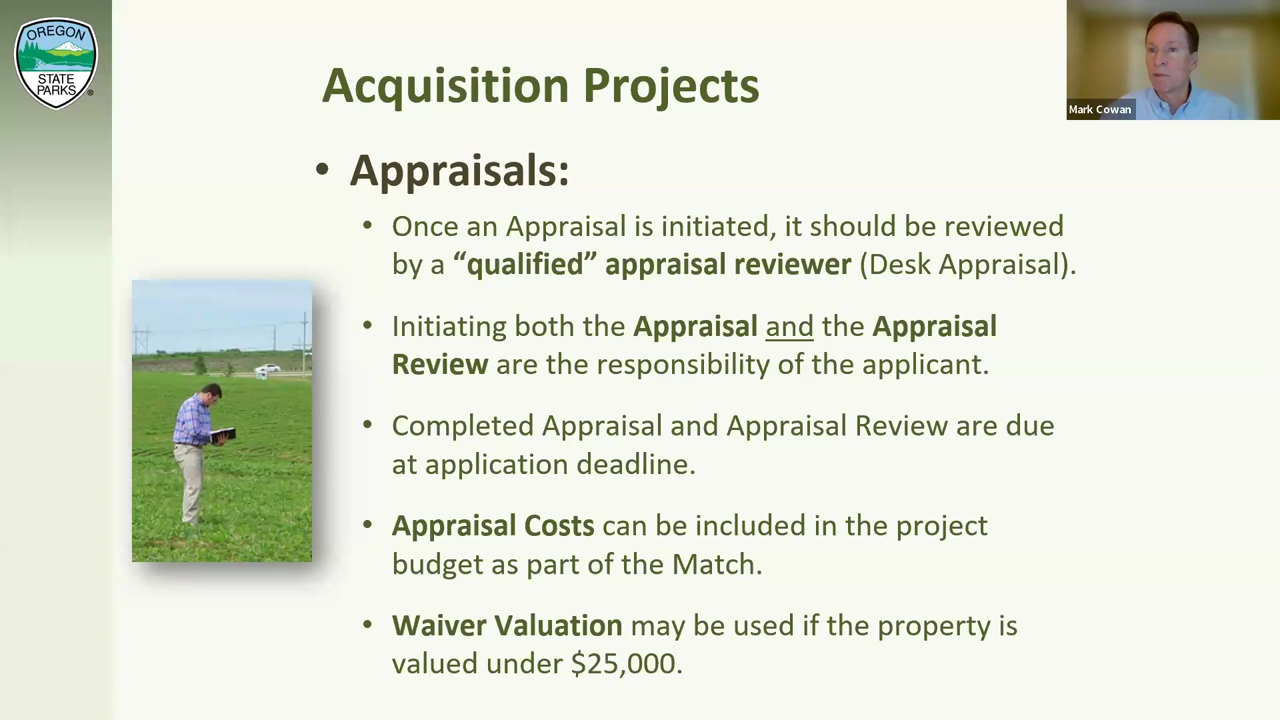 OREGON
STATE
PARKS
Acquisition Projects
Mark Cowan
• Appraisals:
• Once an Appraisal is initiated, it should be reviewed
by a “qualified” appraisal reviewer (Desk Appraisal).
• Initiating both the Appraisal and the Appraisal
Review are the responsibility of the applicant.
• Completed Appraisal and Appraisal Review are due
at application deadline.
• Appraisal Costs can be included in the project
budget as part of the Match.
• Waiver Valuation may be used if the property is
valued under $25,000.